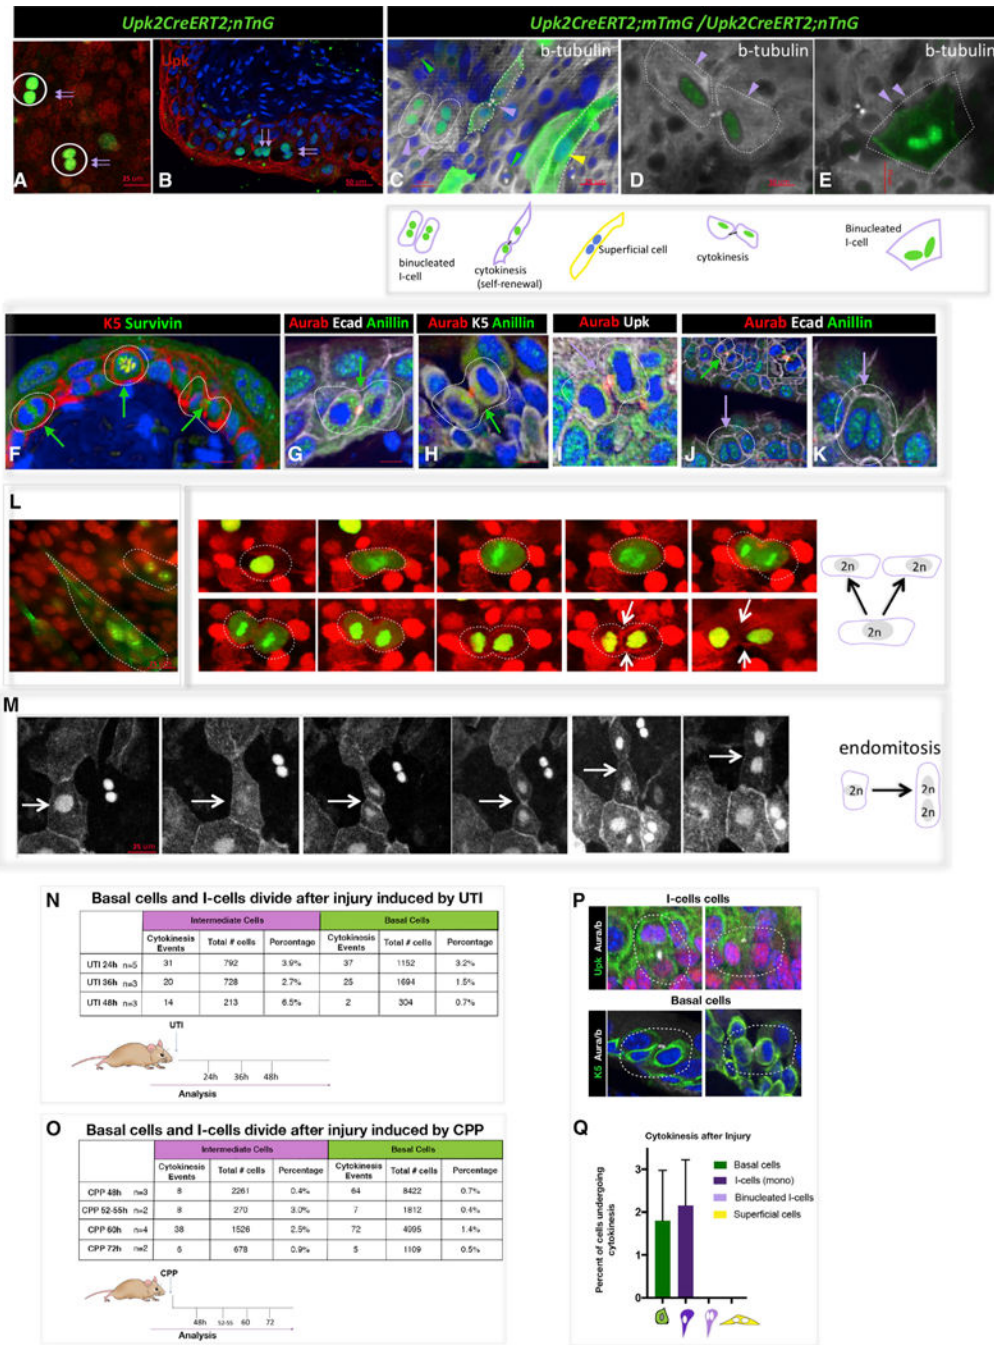 Upk2CreERT2;nTnG
Upk2CreERT2;mTmG /Upk2CreERT2;nTnG
Upk
b-tubulin
b-tubulin
b-tubulin
A
25 um
B
50 um
C
D
E
binucleated
I-cell
cytokinesis
(self-renewal)
Superficial cell
cytokinesis
Binucleated
I-cell
K5 Survivin
Aurab Ecad Anillin
Aurab K5 Anillin
Aurab Upk
Aurab Ecad Anillin
F
G
H
I
J
K
L
2n
2n
2n
M
25 um
endomitosis
2n
2n
2n
N Basal cells and I-cells divide after injury induced by UTI
Intermediate Cells Basal Cells
Cytokinesis Events Total # cells Percentage Cytokinesis Events Total # cells Percentage
UTI 24h n=5 31 792 3.9% 37 1152 3.2%
UTI 36h n=3 20 728 2.7% 25 1694 1.5%
UTI 48h n=3 14 213 6.5% 2 304 0.7%
UTI
24h 36h 48h
Analysis
O Basal cells and I-cells divide after injury induced by CPP
Intermediate Cells Basal Cells
Cytokinesis Events Total # cells Percentage Cytokinesis Events Total # cells Percentage
CPP 48h n=3 8 2261 0.4% 64 8422 0.7%
CPP 52-55h n=2 8 270 3.0% 7 1812 0.4%
CPP 60h n=4 38 1526 2.5% 72 4995 1.4%
CPP 72h n=2 6 678 0.9% 5 1109 0.5%
CPP
48h 52-55 60 72
Analysis
P
I-cells cells
Upk Aura/b
Basal cells
K5 Aura/b
Q
Cytokinesis after Injury
Percent of cells undergoing
cytokinesis
3
2
1
0
Basal cells
I-cells (mono)
Binucleated I-cells
Superficial cells